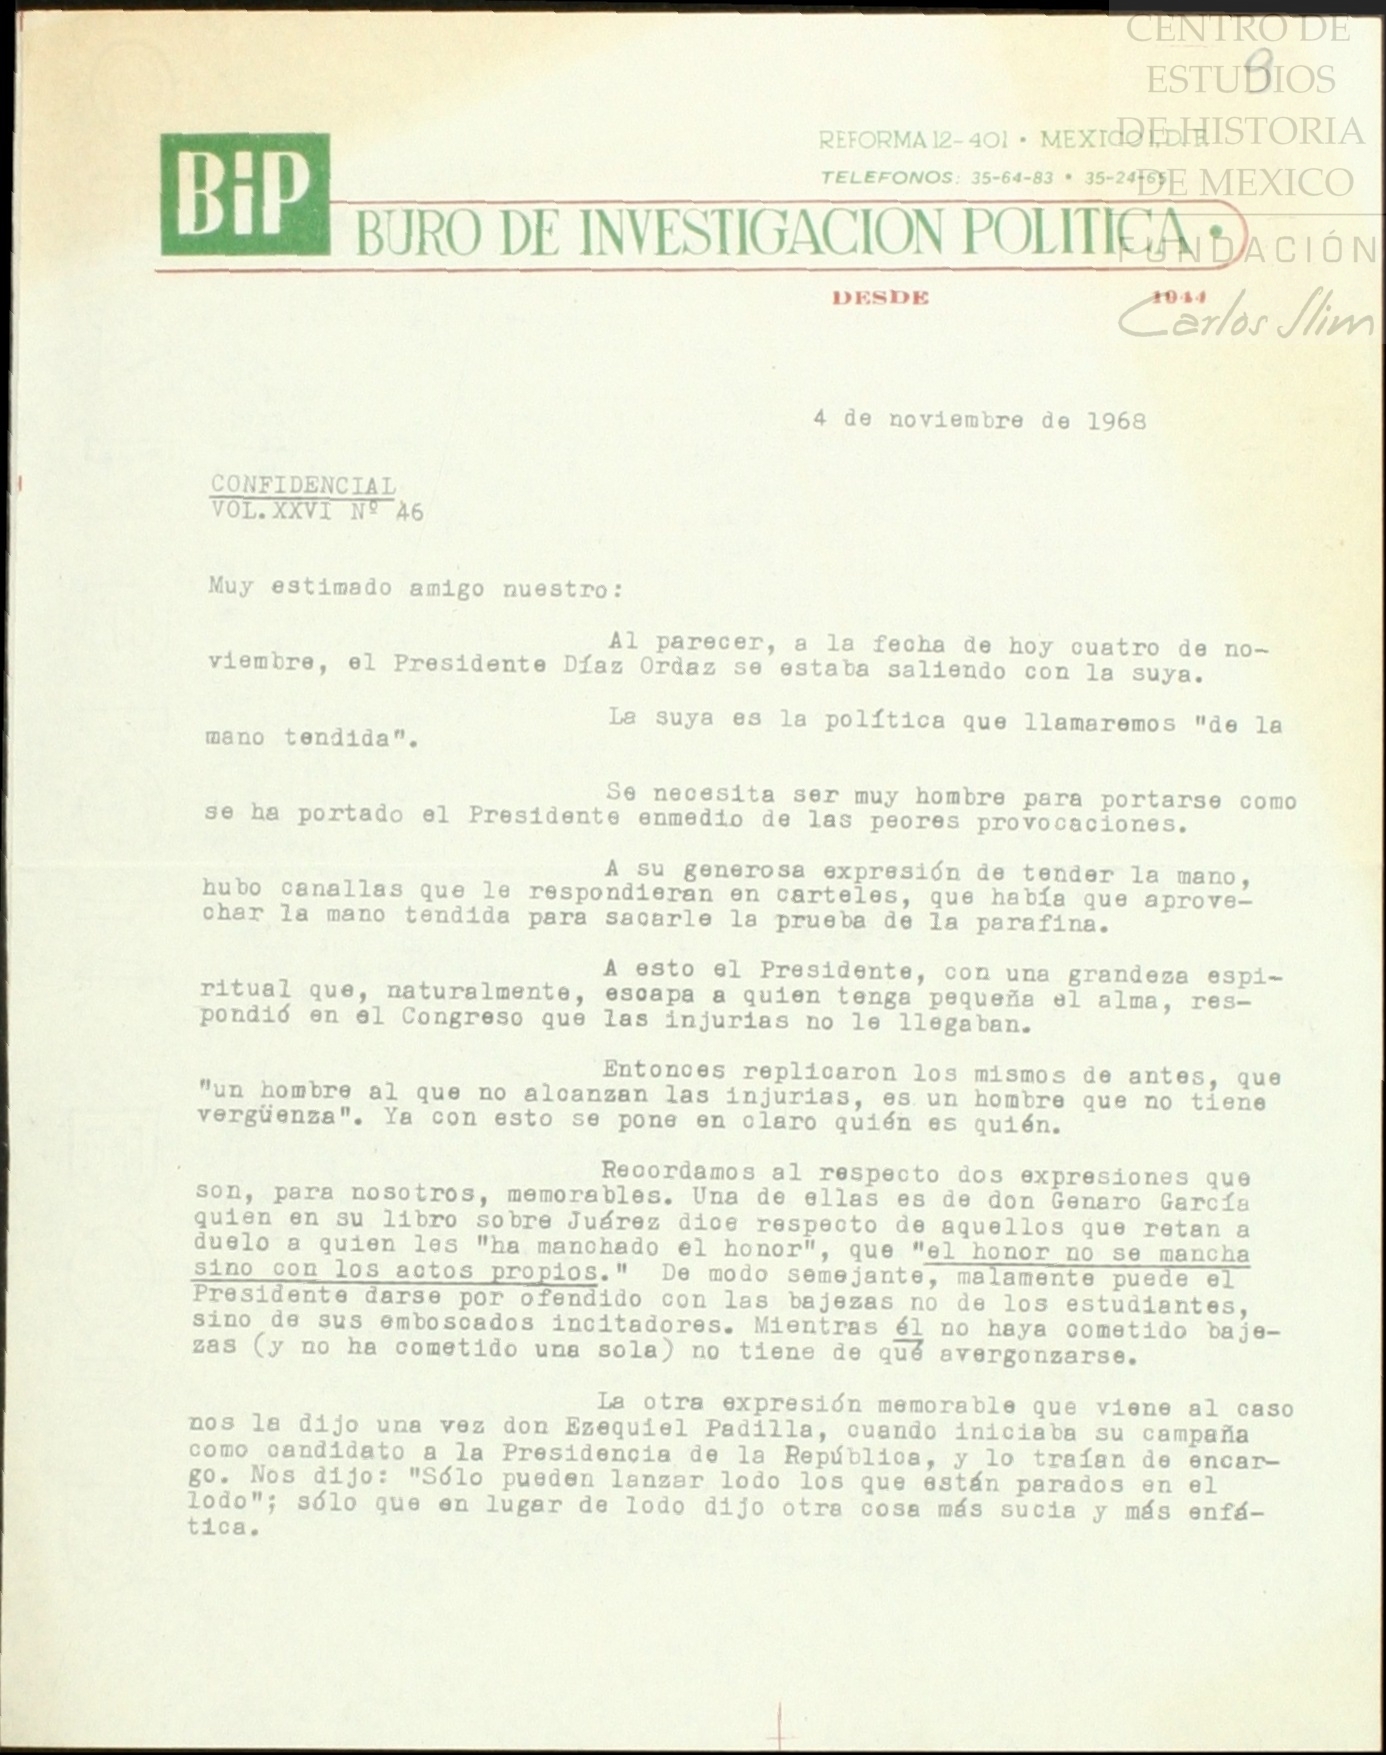 CENTRO DE
ESTUDIOS
DE HISTORIA
DE MEXICO
FUNDACIÓN
Carlos Slim
BIP
REFORMA 12-401 • MEXICO 1, D. F.
TELEFONOS: 35-64-83 • 35-24-65
BURO DE INVESTIGACION POLITICA •
DESDE 1944
4 de noviembre de 1968
CONFIDENCIAL
VOL.XXVI Nº 46
Muy estimado amigo nuestro:
Al parecer, a la fecha de hoy cuatro de no-
viembre, el Presidente Díaz Ordaz se estaba saliendo con la suya.
La suya es la política que llamaremos "de la
mano tendida".
Se necesita ser muy hombre para portarse como
se ha portado el Presidente enmedio de las peores provocaciones.
A su generosa expresión de tender la mano,
hubo canallas que le respondieran en carteles, que había que aprove-
char la mano tendida para sacarle la prueba de la parafina.
A esto el Presidente, con una grandeza espi-
ritual que, naturalmente, escapa a quien tenga pequeña el alma, res-
pondió en el Congreso que las injurias no le llegaban.
Entonces replicaron los mismos de antes, que
"un hombre al que no alcanzan las injurias, es un hombre que no tiene
vergüenza". Ya con esto se pone en claro quién es quién.
Recordamos al respecto dos expresiones que
son, para nosotros, memorables. Una de ellas es de don Genaro García
quien en su libro sobre Juárez dice respecto de aquellos que retan a
duelo a quien les "ha manchado el honor", que "el honor no se mancha
sino con los actos propios." De modo semejante, malamente puede el
Presidente darse por ofendido con las bajezas no de los estudiantes,
sino de sus emboscados incitadores. Mientras él no haya cometido baje-
zas (y no ha cometido una sola) no tiene de qué avergonzarse.
La otra expresión memorable que viene al caso
nos la dijo una vez don Ezequiel Padilla, cuando iniciaba su campaña
como candidato a la Presidencia de la República, y lo traían de encar-
go. Nos dijo: "Sólo pueden lanzar lodo los que están parados en el
lodo"; sólo que en lugar de lodo dijo otra cosa más sucia y más enfá-
tica.